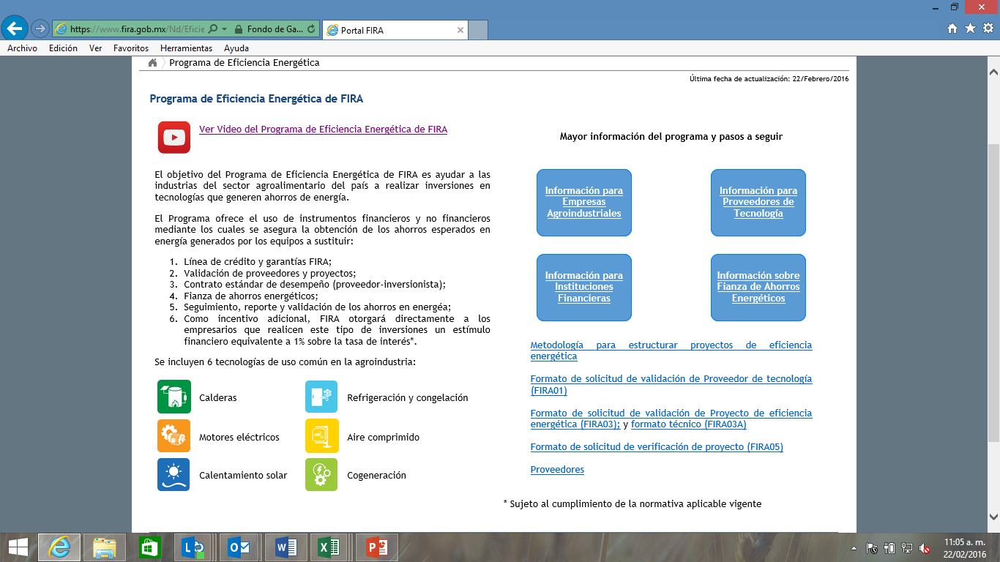 https://www.fira.gob.mx/Nd/Eficie
Fondo de Ga...
Portal FIRA
Archivo Edición Ver Favoritos Herramientas Ayuda
Programa de Eficiencia Energética
Última fecha de actualización: 22/Febrero/2016
Programa de Eficiencia Energética de FIRA
Ver Video del Programa de Eficiencia Energética de FIRA
El objetivo del Programa de Eficiencia Energética de FIRA es ayudar a las
industrias del sector agroalimentario del país a realizar inversiones en
tecnologías que generen ahorros de energía.
El Programa ofrece el uso de instrumentos financieros y no financieros
mediante los cuales se asegura la obtención de los ahorros esperados en
energía generados por los equipos a sustituir:
1. Línea de crédito y garantías FIRA;
2. Validación de proveedores y proyectos;
3. Contrato estándar de desempeño (proveedor-inversionista);
4. Fianza de ahorros energéticos;
5. Seguimiento, reporte y validación de los ahorros en energéa;
6. Como incentivo adicional, FIRA otorgará directamente a los
empresarios que realicen este tipo de inversiones un estímulo
financiero equivalente a 1% sobre la tasa de interés*.
Se incluyen 6 tecnologías de uso común en la agroindustria:
Calderas
Refrigeración y congelación
Motores eléctricos
Aire comprimido
Calentamiento solar
Cogeneración
Mayor información del programa y pasos a seguir
Información para
Empresas
Agroindustriales
Información para
Proveedores de
Tecnología
Información para
Instituciones
Financieras
Información sobre
Fianza de Ahorros
Energéticos
Metodología para estructurar proyectos de eficiencia
energética
Formato de solicitud de validación de Proveedor de tecnología
(FIRA01)
Formato de solicitud de validación de Proyecto de eficiencia
energética (FIRA03); y formato técnico (FIRA03A)
Formato de solicitud de verificación de proyecto (FIRA05)
Proveedores
* Sujeto al cumplimiento de la normativa aplicable vigente
11:05 a. m.
22/02/2016